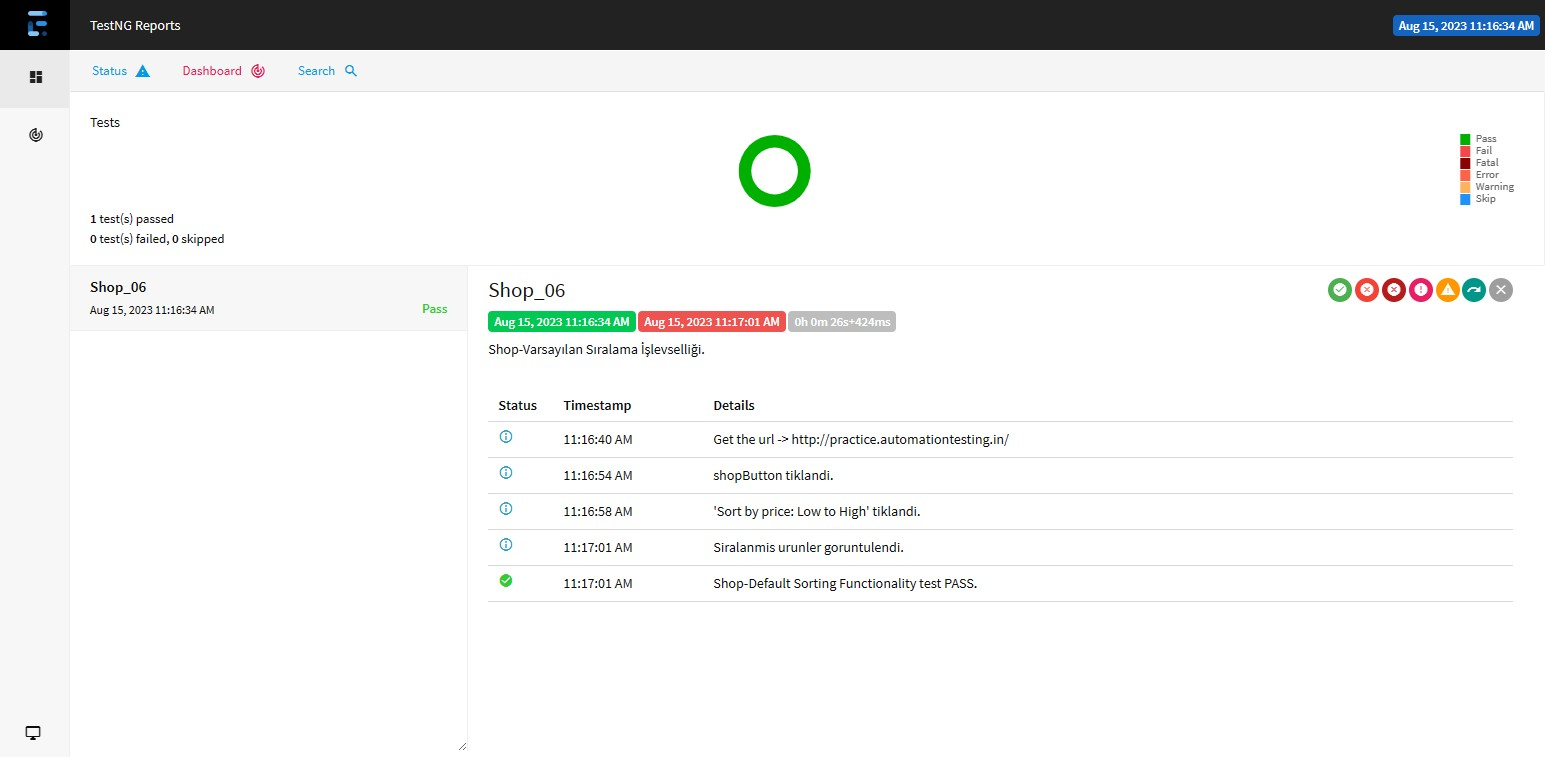 TestNG Reports
Aug 15, 2023 11:16:34 AM
Status Dashboard Search
Tests
Pass
Fail
Fatal
Error
Warning
Skip
1 test(s) passed
0 test(s) failed, 0 skipped
Shop_06
Aug 15, 2023 11:16:34 AM Pass
Shop_06
Aug 15, 2023 11:16:34 AM Aug 15, 2023 11:17:01 AM 0h 0m 26s+424ms
Shop-Varsayılan Sıralama İşlevselliği.
Status Timestamp Details
11:16:40 AM Get the url -> http://practice.automationtesting.in/
11:16:54 AM shopButton tiklandi.
11:16:58 AM 'Sort by price: Low to High' tiklandi.
11:17:01 AM Siralanmis urunler goruntulendi.
11:17:01 AM Shop-Default Sorting Functionality test PASS.